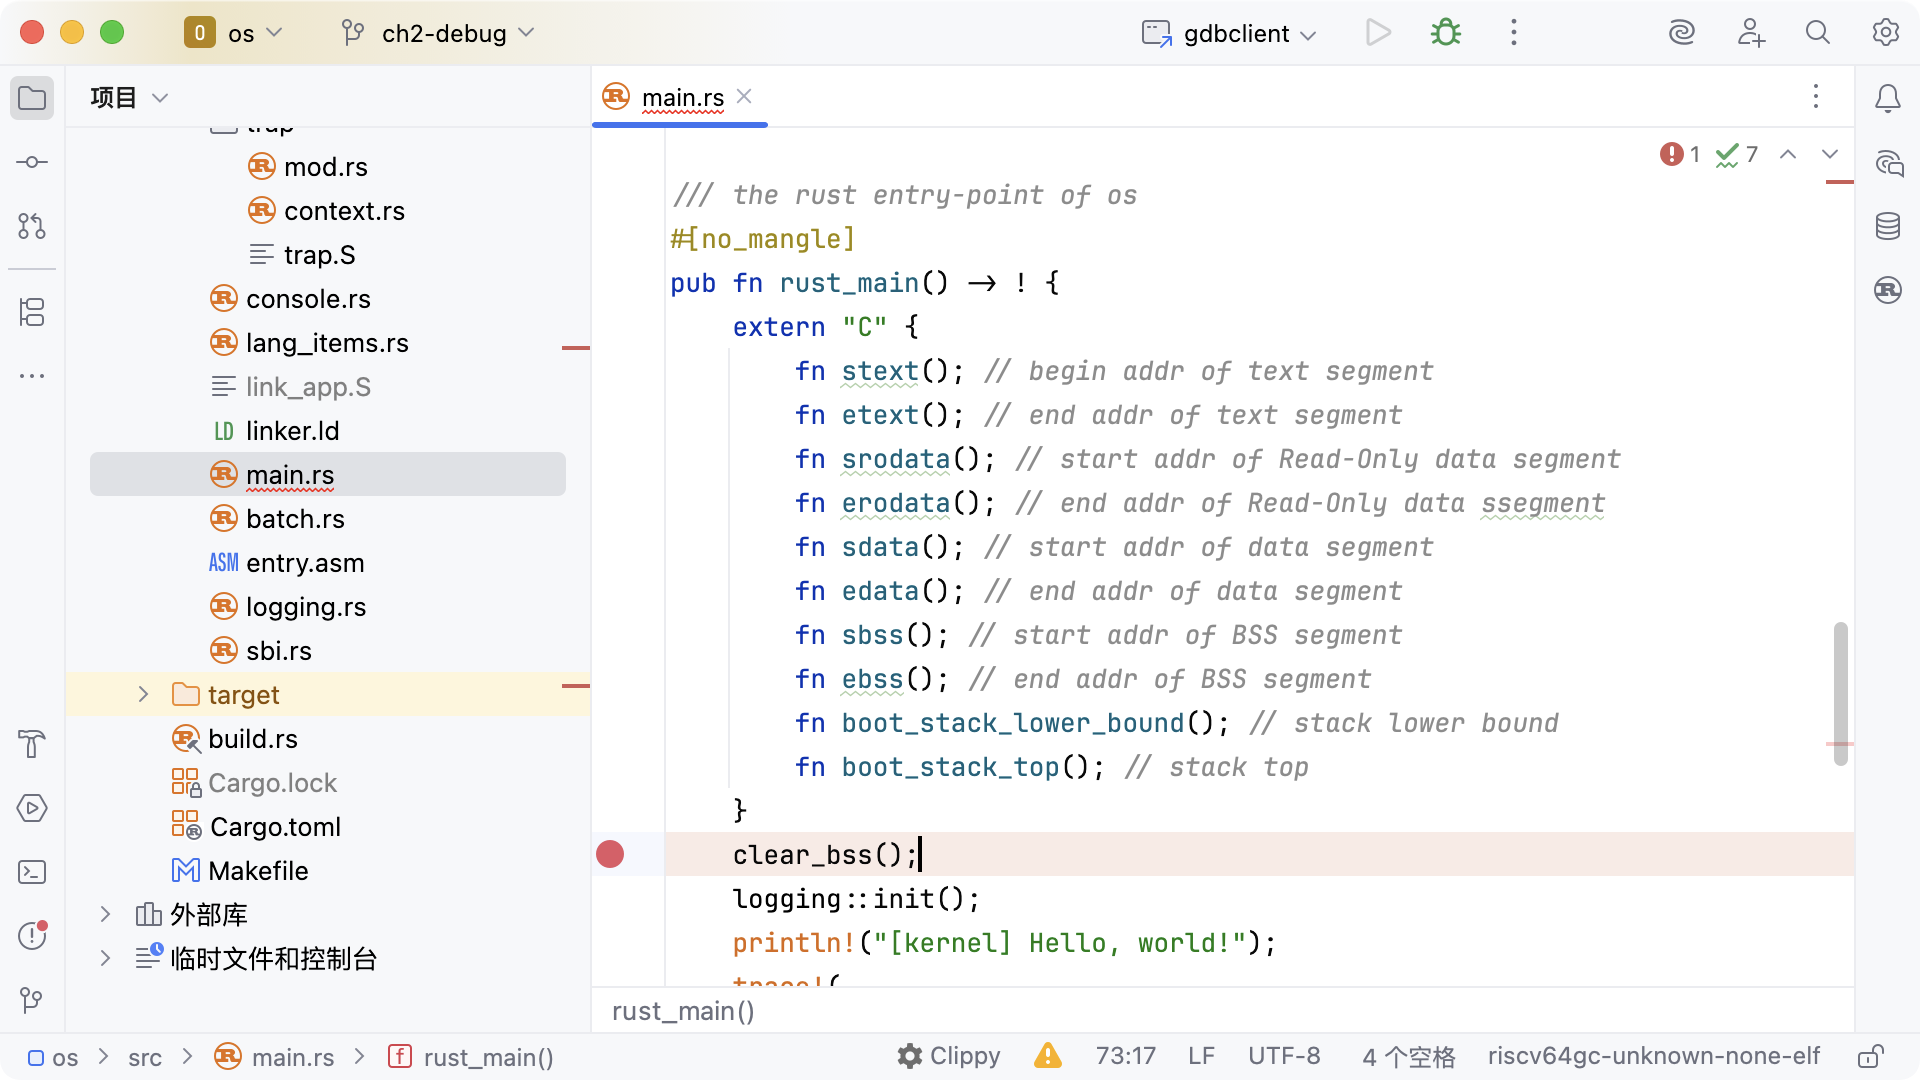 O os ch2-debug gdbclient
项目
main.rs
trap
mod.rs
context.rs
trap.S
console.rs
lang_items.rs
link_app.S
LD linker.ld
main.rs
batch.rs
ASM entry.asm
logging.rs
sbi.rs
target
build.rs
Cargo.lock
Cargo.toml
Makefile
外部库
临时文件和控制台
1 7
/// the rust entry-point of os
#[no_mangle]
pub fn rust_main() -> ! {
extern "C" {
fn stext(); // begin addr of text segment
fn etext(); // end addr of text segment
fn srodata(); // start addr of Read-Only data segment
fn erodata(); // end addr of Read-Only data ssegment
fn sdata(); // start addr of data segment
fn edata(); // end addr of data segment
fn sbss(); // start addr of BSS segment
fn ebss(); // end addr of BSS segment
fn boot_stack_lower_bound(); // stack lower bound
fn boot_stack_top(); // stack top
}
clear_bss();
logging::init();
println!("[kernel] Hello, world!");
trace!(
rust_main()
os src main.rs f rust_main() Clippy 73:17 LF UTF-8 4 个空格 riscv64gc-unknown-none-elf